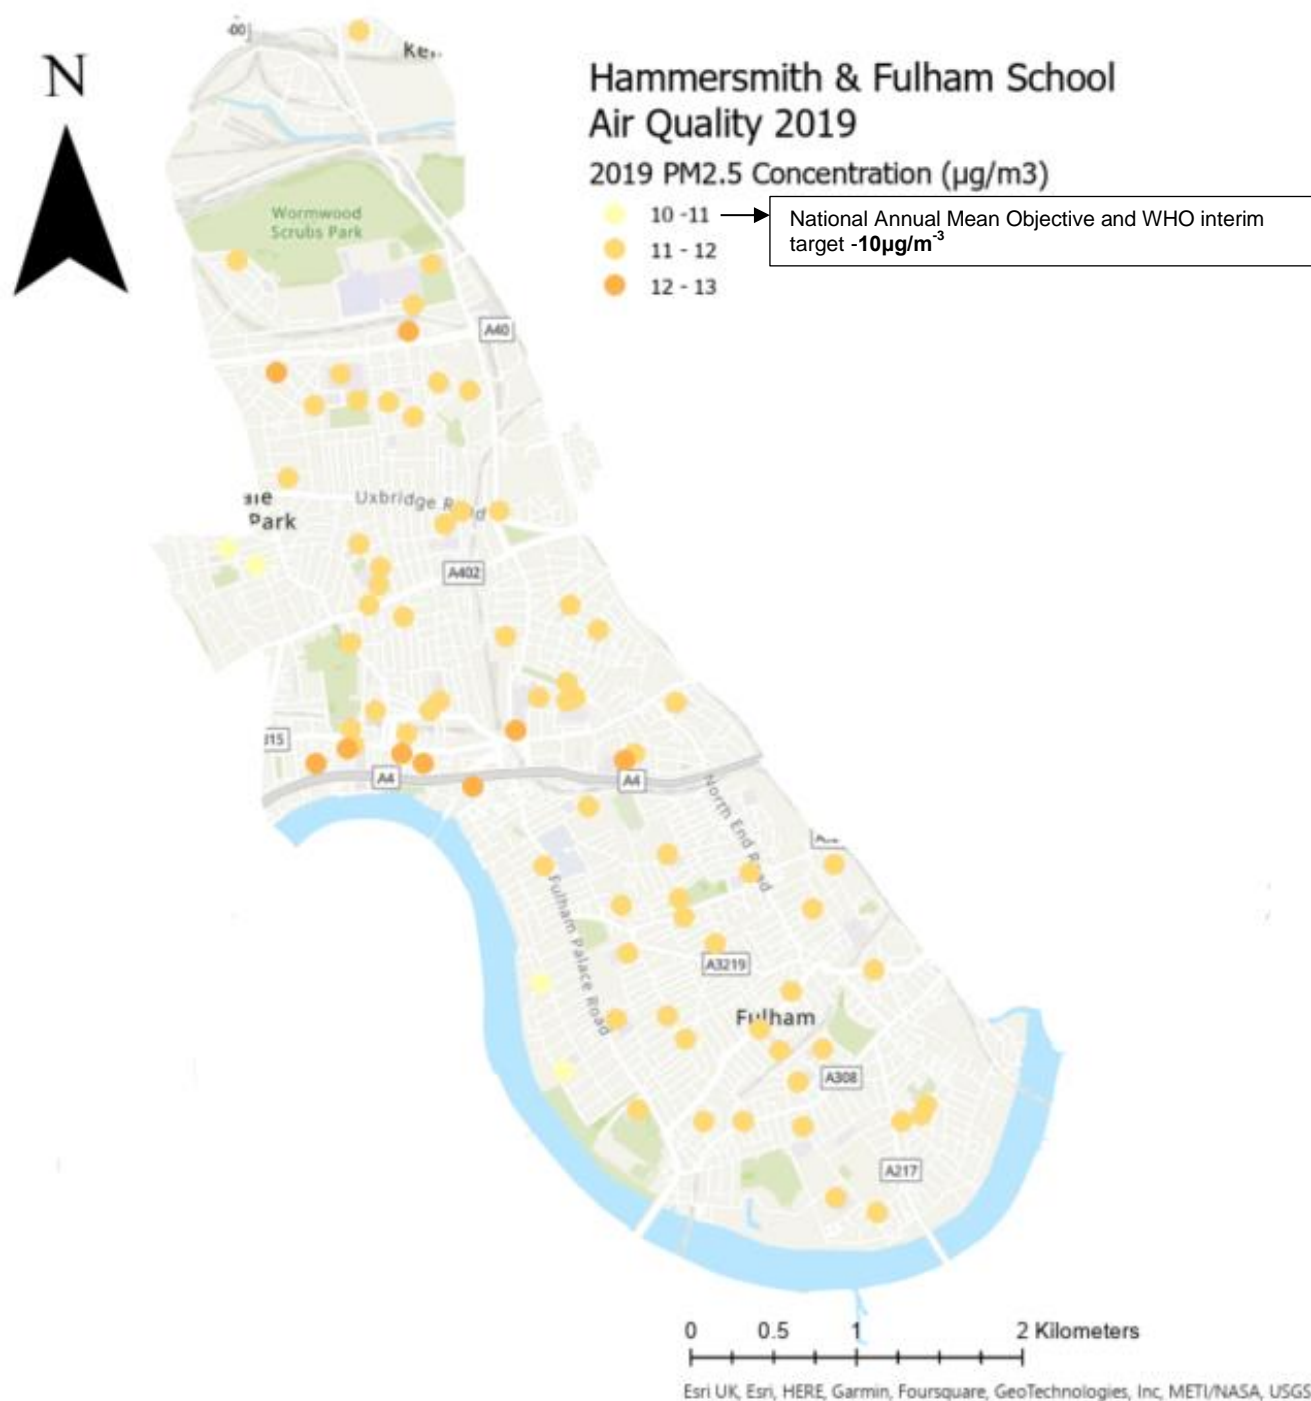 N
Hammersmith & Fulham School
Air Quality 2019
2019 PM2.5 Concentration (µg/m3)
10 -11
National Annual Mean Objective and WHO interim
target -10µg/m-3
11 - 12
12 - 13
Wormwood
Scrubs Park
A40
Uxbridge Road
Park
A402
A4
A4
North End Road
Fulham Palace Road
A3219
Fulham
A308
A217
0 0.5 1 2 Kilometers
Esri UK, Esri, HERE, Garmin, Foursquare, GeoTechnologies, Inc, METI/NASA, USGS